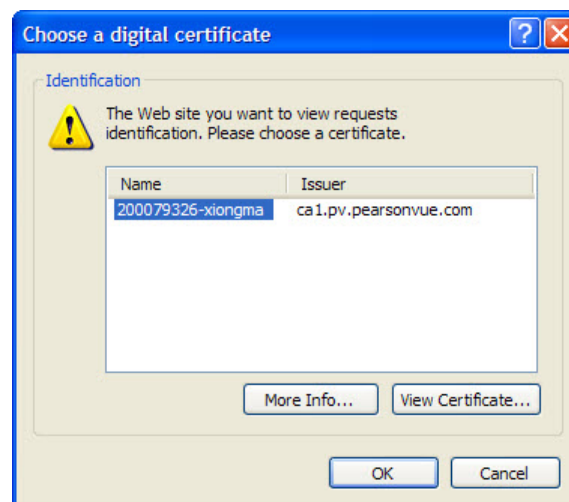 Choose a digital certificate
Identification
The Web site you want to view requests
identification. Please choose a certificate.
Name Issuer
200079326-xiongma ca1.pv.pearsonvue.com
More Info... View Certificate...
OK Cancel